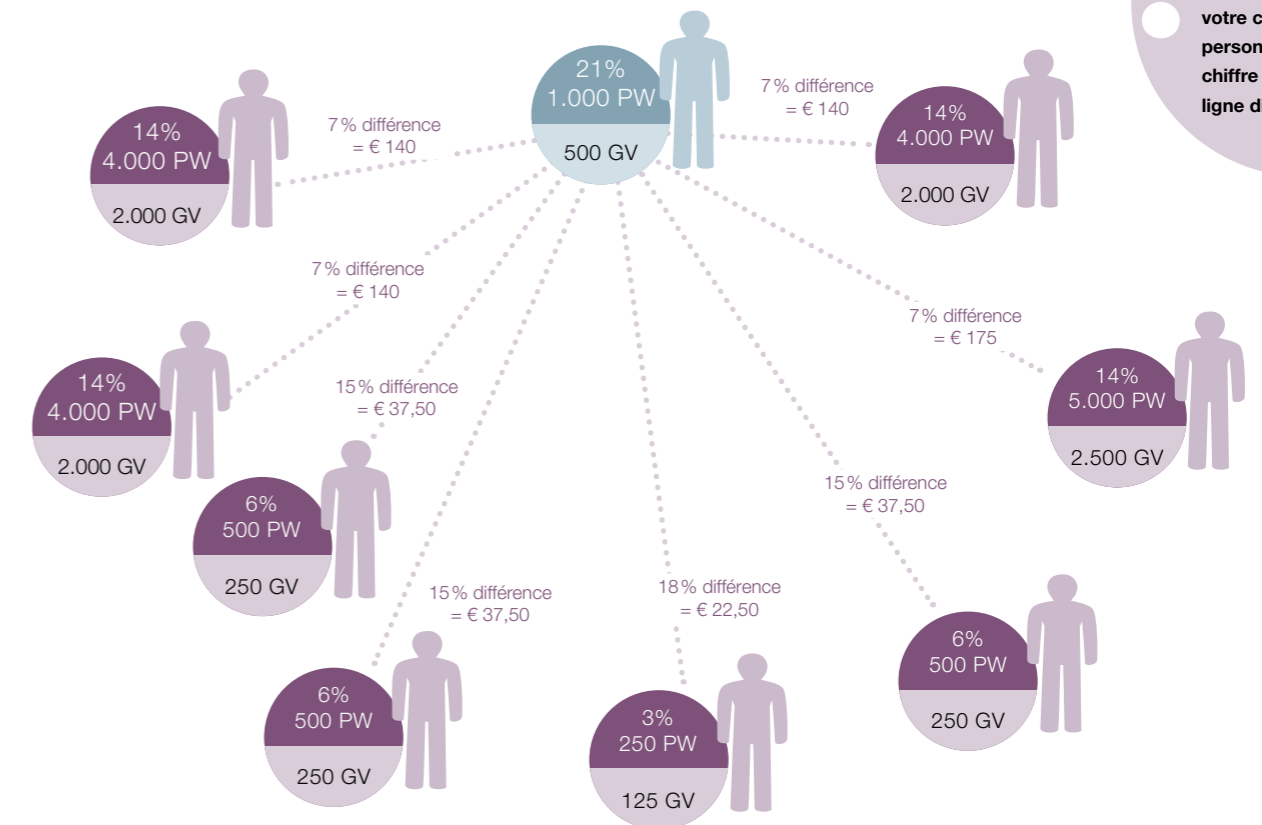 votre c
person
chiffre
ligne di
21%
1.000 PW
500 GV
7% différence
= € 140
14%
4.000 PW
2.000 GV
7% différence
= € 140
14%
4.000 PW
2.000 GV
7% différence
= € 140
14%
4.000 PW
2.000 GV
7% différence
= € 175
14%
5.000 PW
2.500 GV
15% différence
= € 37,50
6%
500 PW
250 GV
15% différence
= € 37,50
6%
500 PW
250 GV
18% différence
= € 22,50
3%
250 PW
125 GV
15% différence
= € 37,50
6%
500 PW
250 GV